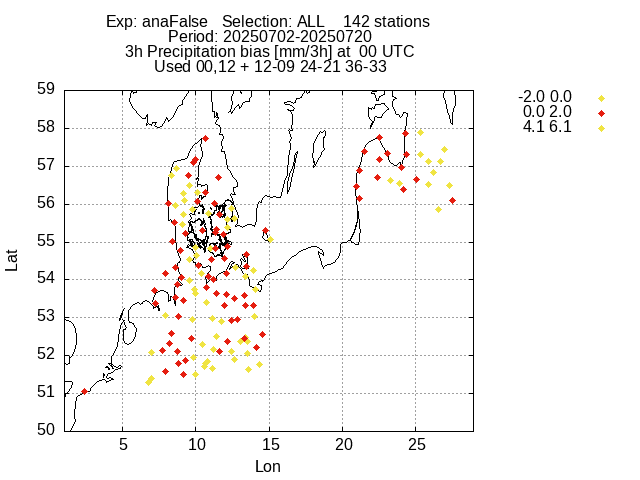 Exp: anaFalse   Selection: ALL    142 stations
Period: 20250702-20250720
3h Precipitation bias [mm/3h] at  00 UTC
Used 00,12 + 12-09 24-21 36-33
-2.0 0.0
0.0 2.0
4.1 6.1
59
58
57
56
55
54
53
52
51
50
Lat
5 10 15 20 25
Lon